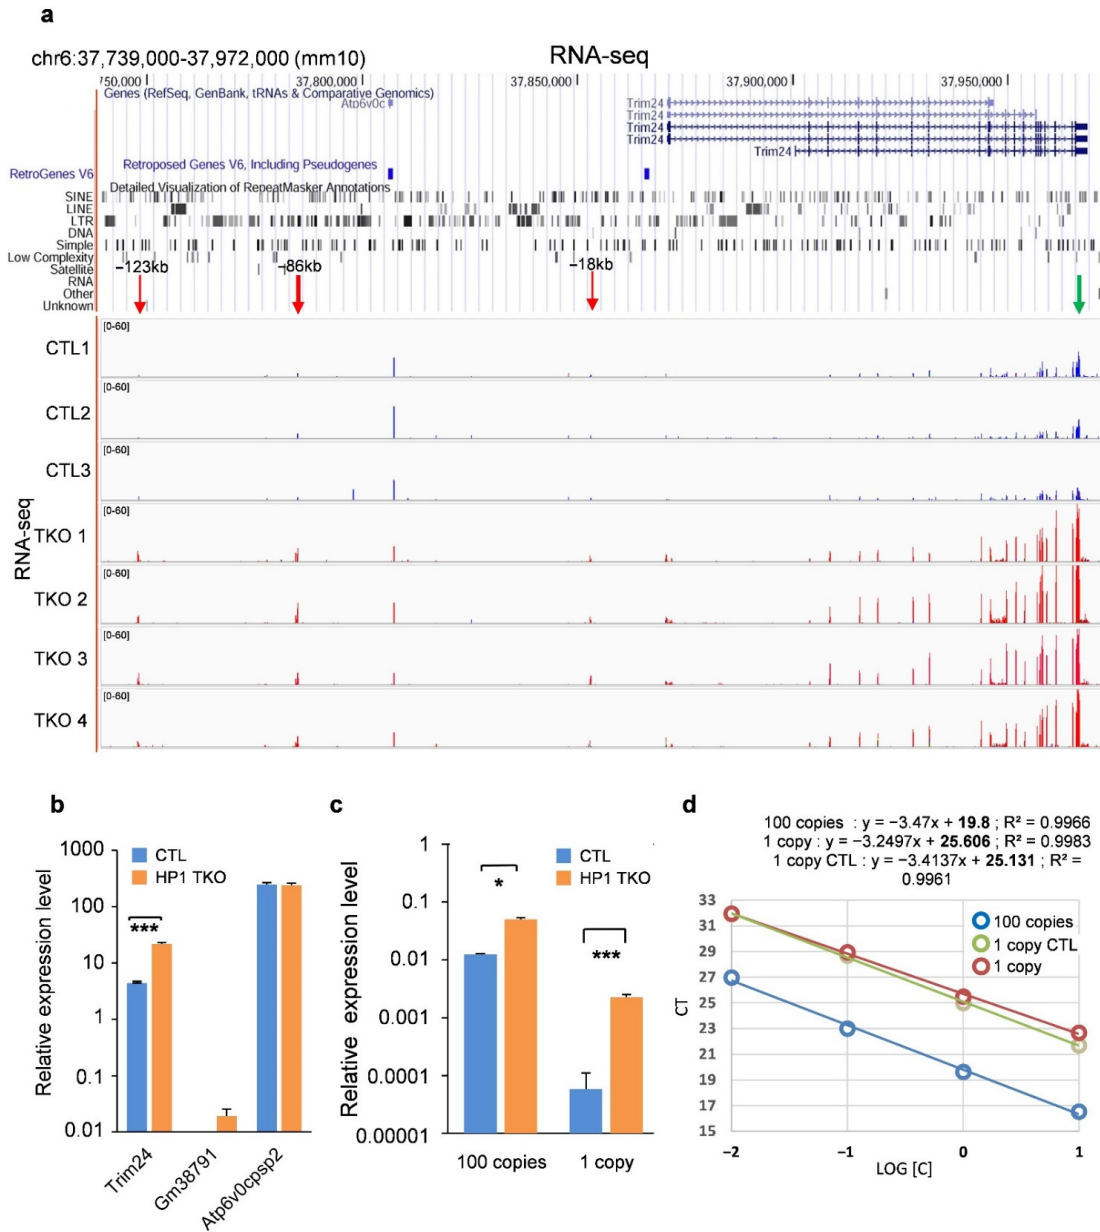 a
chr6:37,739,000-37,972,000 (mm10)
RNA-seq
750,000 37,800,000 37,850,000 37,900,000 37,950,000
Genes (RefSeq, GenBank, tRNAs & Comparative Genomics)
Atp6v0c
Trim24
Trim24
Trim24
Trim24
Trim24
Retroposed Genes V6, Including Pseudogenes
RetroGenes V6
Detailed Visualization of RepeatMasker Annotations
SINE
LINE
LTR
DNA
Simple
Low Complexity
Satellite
RNA
Other
Unknown
−123kb −86kb −18kb
RNA-seq
CTL1 [0-60]
CTL2 [0-60]
CTL3 [0-60]
TKO 1 [0-60]
TKO 2 [0-60]
TKO 3 [0-60]
TKO 4 [0-60]
b
Relative expression level
1000
100
10
1
0.1
0.01
CTL
HP1 TKO
***
Trim24
Gm38791
Atp6v0cpsp2
c
Relative expression level
1
0.1
0.01
0.001
0.0001
0.00001
CTL
HP1 TKO
*
***
100 copies 1 copy
d
100 copies : y = −3.47x + 19.8 ; R² = 0.9966
1 copy : y = −3.2497x + 25.606 ; R² = 0.9983
1 copy CTL : y = −3.4137x + 25.131 ; R² =
0.9961
CT
33
31
29
27
25
23
21
19
17
15
100 copies
1 copy CTL
1 copy
−2 −1 0 1
LOG [C]